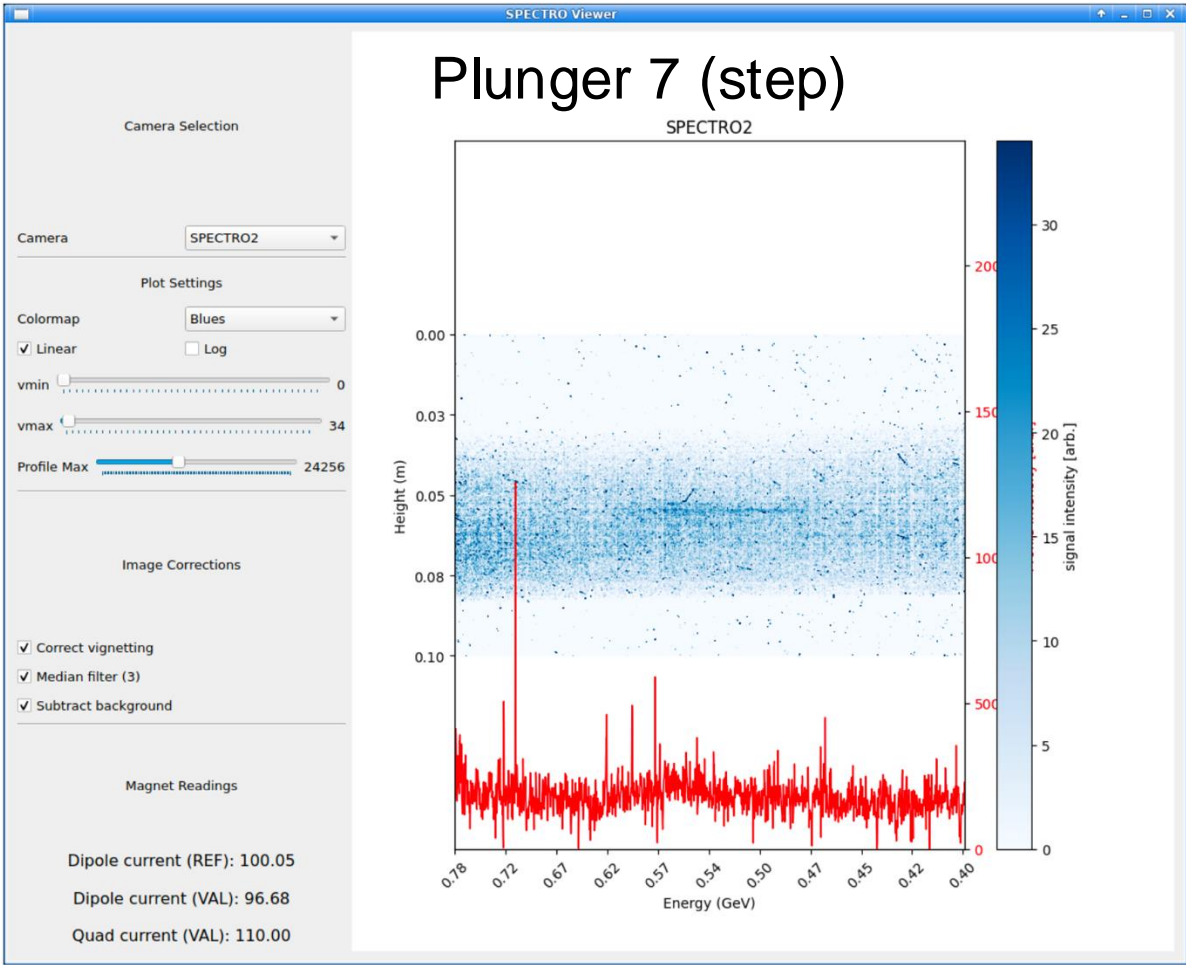 SPECTRO Viewer
Plunger 7 (step)
Camera Selection
Camera
SPECTRO2
Plot Settings
Colormap
Blues
Linear
Log
vmin
0
vmax
34
Profile Max
24256
Image Corrections
Correct vignetting
Median filter (3)
Subtract background
Magnet Readings
Dipole current (REF): 100.05
Dipole current (VAL): 96.68
Quad current (VAL): 110.00
SPECTRO2
0.00
0.03
0.05
0.08
0.10
Height (m)
0.78
0.72
0.67
0.62
0.57
0.54
0.50
0.47
0.45
0.42
0.40
Energy (GeV)
200
150
100
500
0
30
25
20
15
10
5
0
signal intensity [arb.]